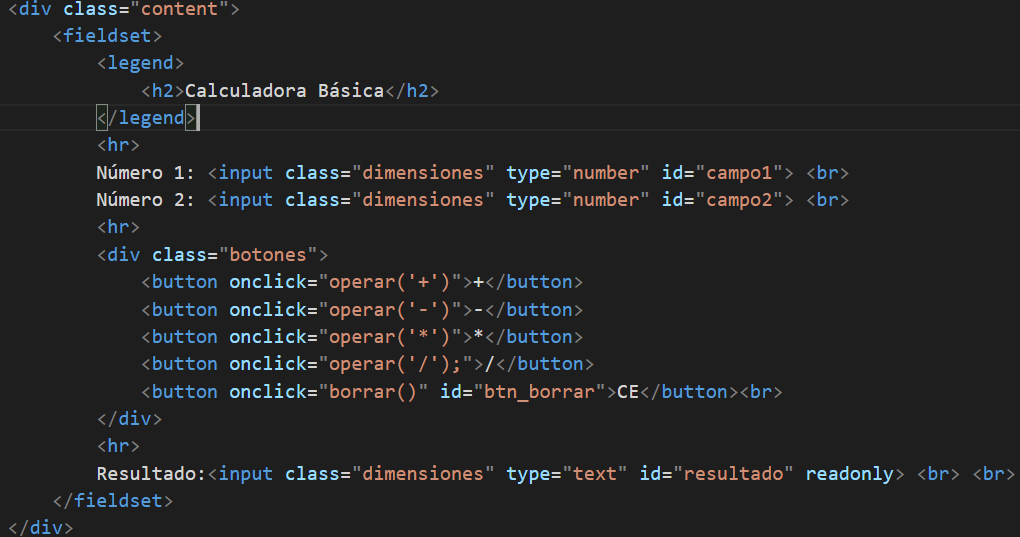 <div class="content">
<fieldset>
<legend>
<h2>Calculadora Básica</h2>
</legend>
<hr>
Número 1: <input class="dimensiones" type="number" id="campo1"> <br>
Número 2: <input class="dimensiones" type="number" id="campo2"> <br>
<hr>
<div class="botones">
<button onclick="operar('+')">+</button>
<button onclick="operar('-')">-</button>
<button onclick="operar('*')">*</button>
<button onclick="operar('/');">/</button>
<button onclick="borrar()" id="btn_borrar">CE</button><br>
</div>
<hr>
Resultado:<input class="dimensiones" type="text" id="resultado" readonly> <br> <br>
</fieldset>
</div>